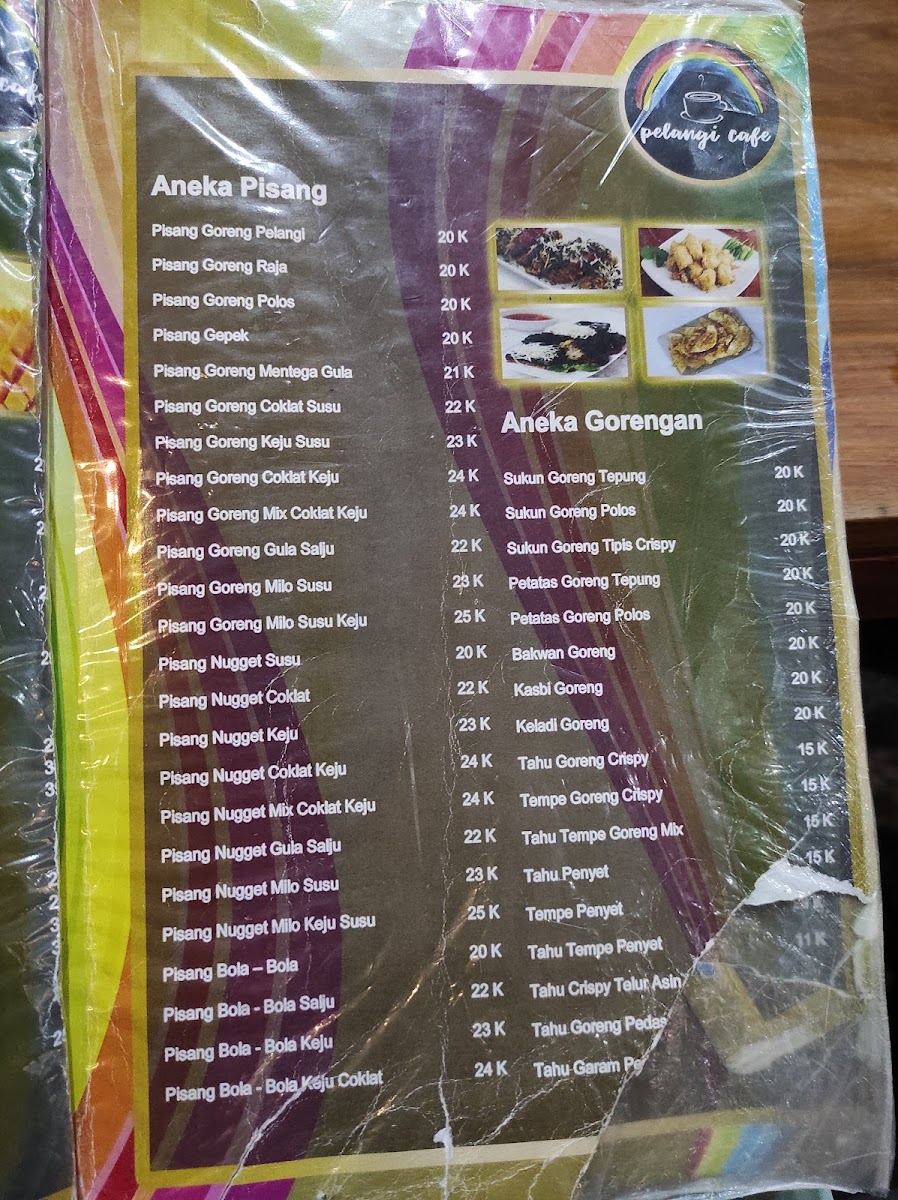 cafe
pelangi cafe
Aneka Pisang
Pisang Goreng Pelangi 20 K
Pisang Goreng Raja 20 K
Pisang Goreng Polos 20 K
Pisang Gepek 20 K
Pisang Goreng Mentega Gula 21 K
Pisang Goreng Coklat Susu 22 K
Pisang Goreng Keju Susu 23 K
Pisang Goreng Coklat Keju 24 K
Pisang Goreng Mix Coklat Keju 24 K
Pisang Goreng Gula Salju 22 K
Pisang Goreng Milo Susu 23 K
Pisang Goreng Milo Susu Keju 25 K
Pisang Nugget Susu 20 K
Pisang Nugget Coklat 22 K
Pisang Nugget Keju 23 K
Pisang Nugget Coklat Keju 24 K
Pisang Nugget Mix Coklat Keju 24 K
Pisang Nugget Gula Salju 22 K
Pisang Nugget Milo Susu 23 K
Pisang Nugget Milo Keju Susu 25 K
Pisang Bola – Bola 20 K
Pisang Bola - Bola Salju 22 K
Pisang Bola - Bola Keju 23 K
Pisang Bola - Bola Keju Coklat 24 K
Aneka Gorengan
Sukun Goreng Tepung 20 K
Sukun Goreng Polos 20 K
Sukun Goreng Tipis Crispy 20 K
Petatas Goreng Tepung 20 K
Petatas Goreng Polos 20 K
Bakwan Goreng 20 K
Kasbi Goreng 20 K
Keladi Goreng 20 K
Tahu Goreng Crispy 15 K
Tempe Goreng Crispy 15 K
Tahu Tempe Goreng Mix 15 K
Tahu Penyet 15 K
Tempe Penyet
Tahu Tempe Penyet
Tahu Crispy Telur Asin
Tahu Goreng Pedas
Tahu Garam